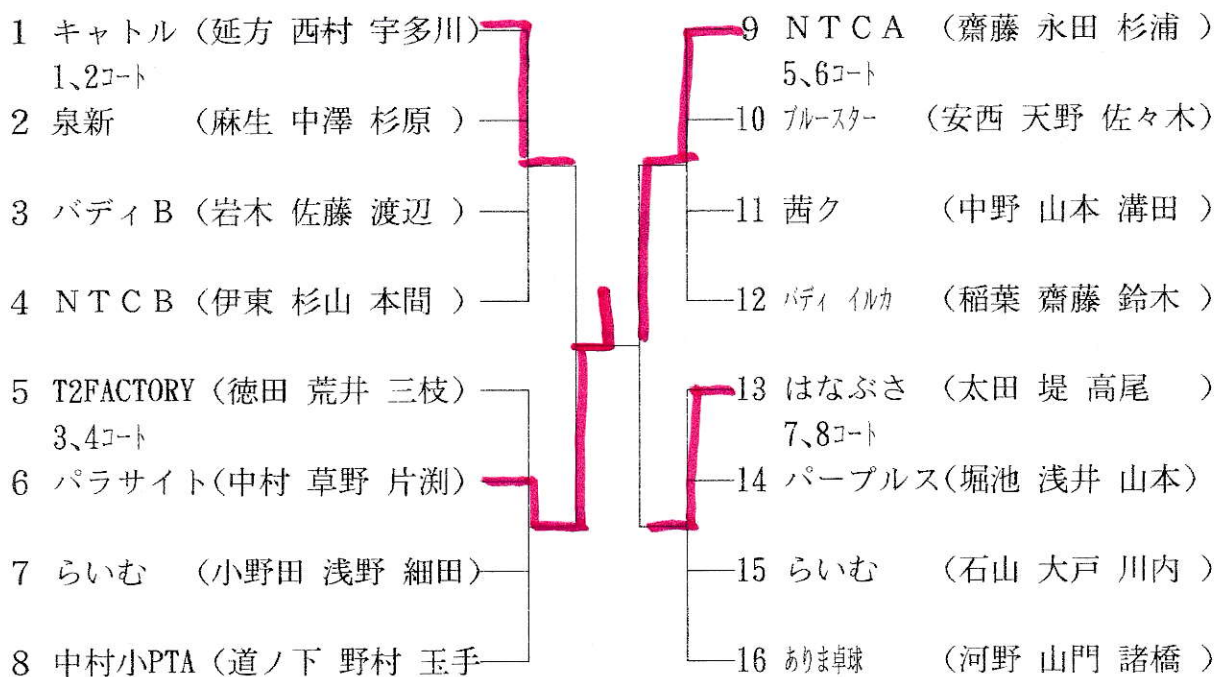 1 キャトル (延方 西村 宇多川)
1、2コート
2 泉新 (麻生 中澤 杉原 )
3 バディB (岩木 佐藤 渡辺 )
4 NTCB (伊東 杉山 本間 )
5 T2FACTORY (徳田 荒井 三枝)
3、4コート
6 パラサイト(中村 草野 片渕)
7 らいむ (小野田 浅野 細田)
8 中村小PTA (道ノ下 野村 玉手
9 NTCA (齋藤 永田 杉浦 )
5、6コート
10 ブルースター (安西 天野 佐々木)
11 茜ク (中野 山本 溝田 )
12 バディ イルカ (稲葉 齋藤 鈴木 )
13 はなぶさ (太田 堤 高尾 )
7、8コート
14 パープルス(堀池 浅井 山本)
15 らいむ (石山 大戸 川内 )
16 ありま卓球 (河野 山門 諸橋 )